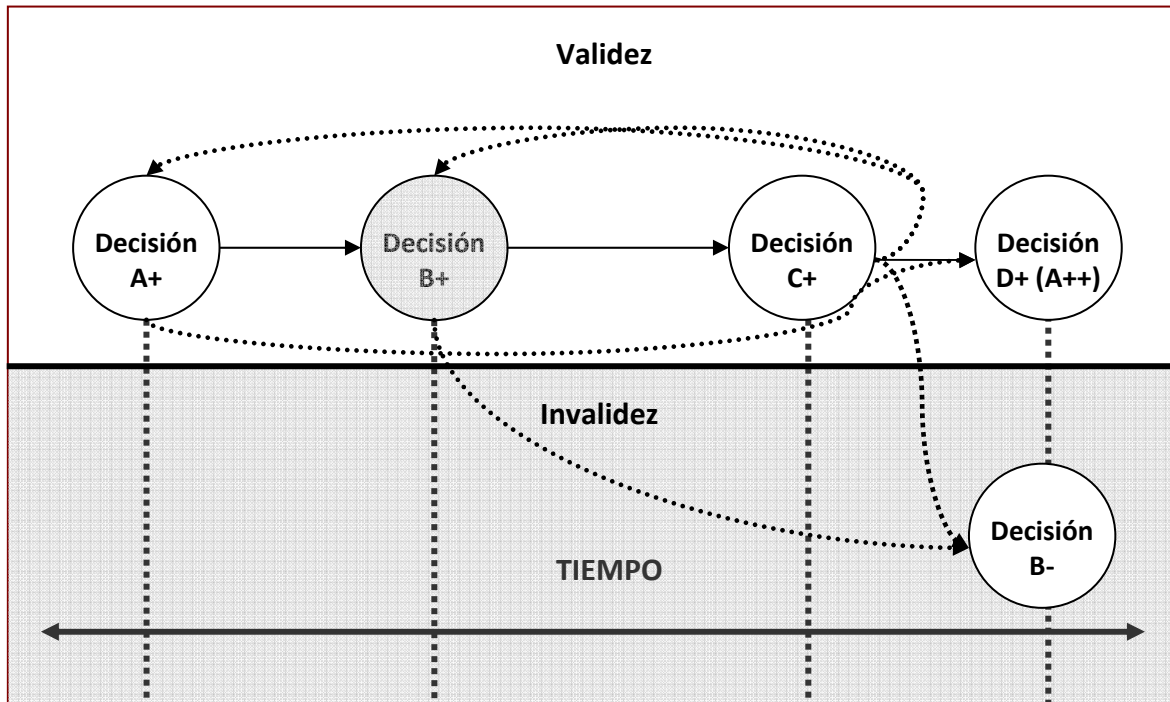 Validez
Decisión
A+
Decisión
B+
Decisión
C+
Decisión
D+ (A++)
Invalidez
Decisión
B-
TIEMPO